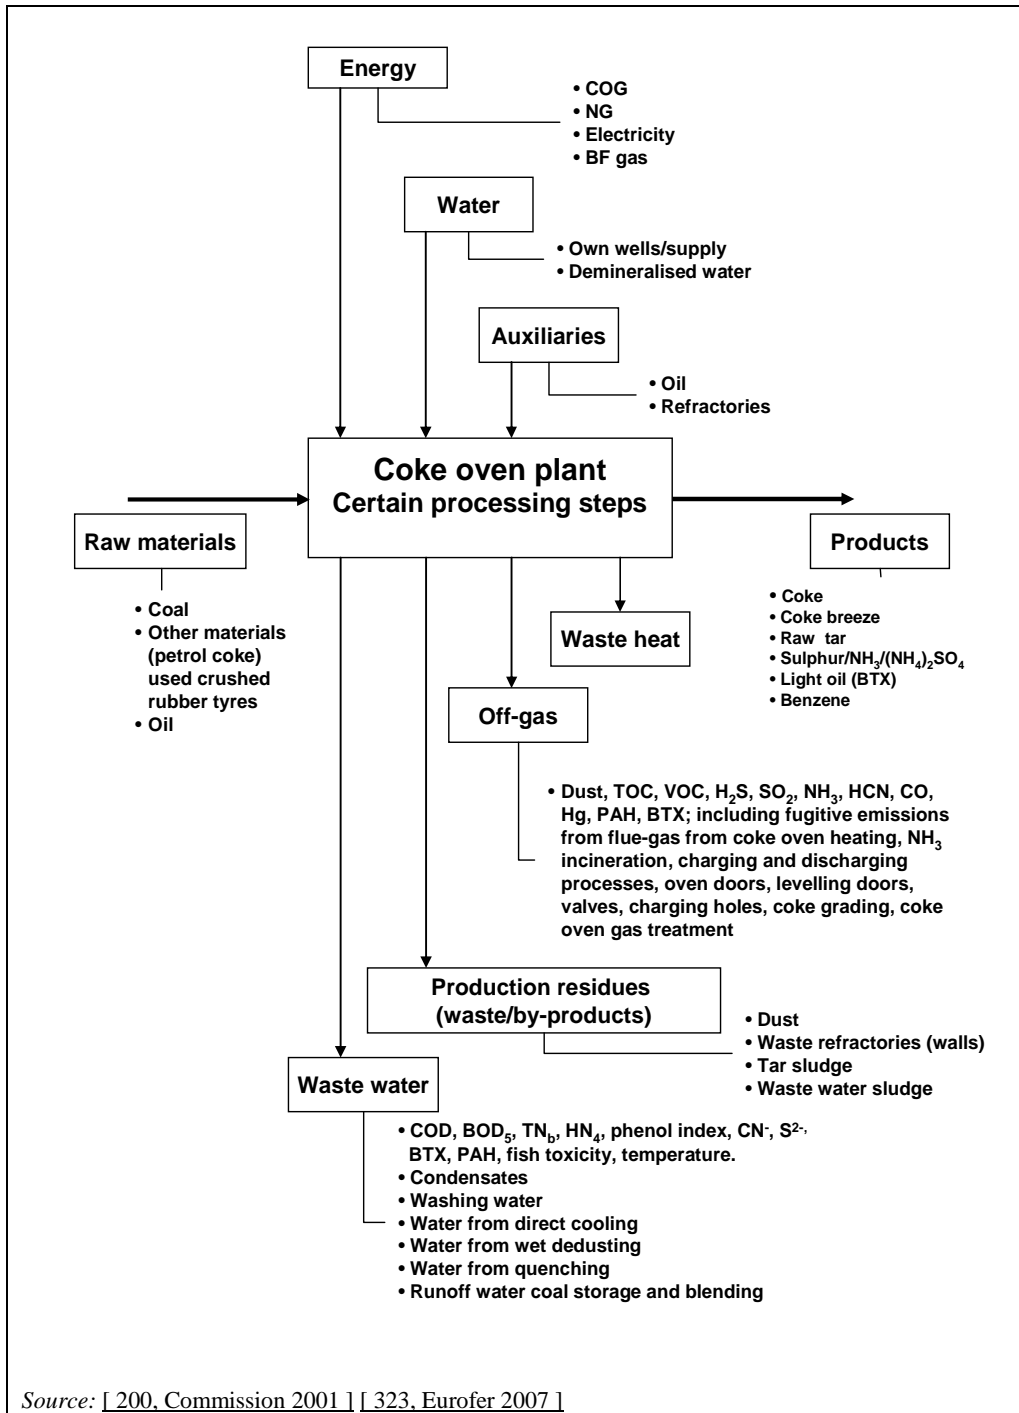 Energy
• COG
• NG
• Electricity
• BF gas
Water
• Own wells/supply
• Demineralised water
Auxiliaries
• Oil
• Refractories
Coke oven plant
Certain processing steps
Raw materials
• Coal
• Other materials
(petrol coke)
used crushed
rubber tyres
• Oil
Products
• Coke
• Coke breeze
• Raw tar
• Sulphur/NH₃/(NH₄)₂SO₄
• Light oil (BTX)
• Benzene
Waste heat
Off-gas
• Dust, TOC, VOC, H₂S, SO₂, NH₃, HCN, CO,
Hg, PAH, BTX; including fugitive emissions
from flue-gas from coke oven heating, NH₃
incineration, charging and discharging
processes, oven doors, levelling doors,
valves, charging holes, coke grading, coke
oven gas treatment
Production residues
(waste/by-products)
• Dust
• Waste refractories (walls)
• Tar sludge
• Waste water sludge
Waste water
• COD, BOD₅, TN_b, HN₄, phenol index, CN⁻, S²⁻,
BTX, PAH, fish toxicity, temperature.
• Condensates
• Washing water
• Water from direct cooling
• Water from wet dedusting
• Water from quenching
• Runoff water coal storage and blending
Source: [ 200, Commission 2001 ] [ 323, Eurofer 2007 ]